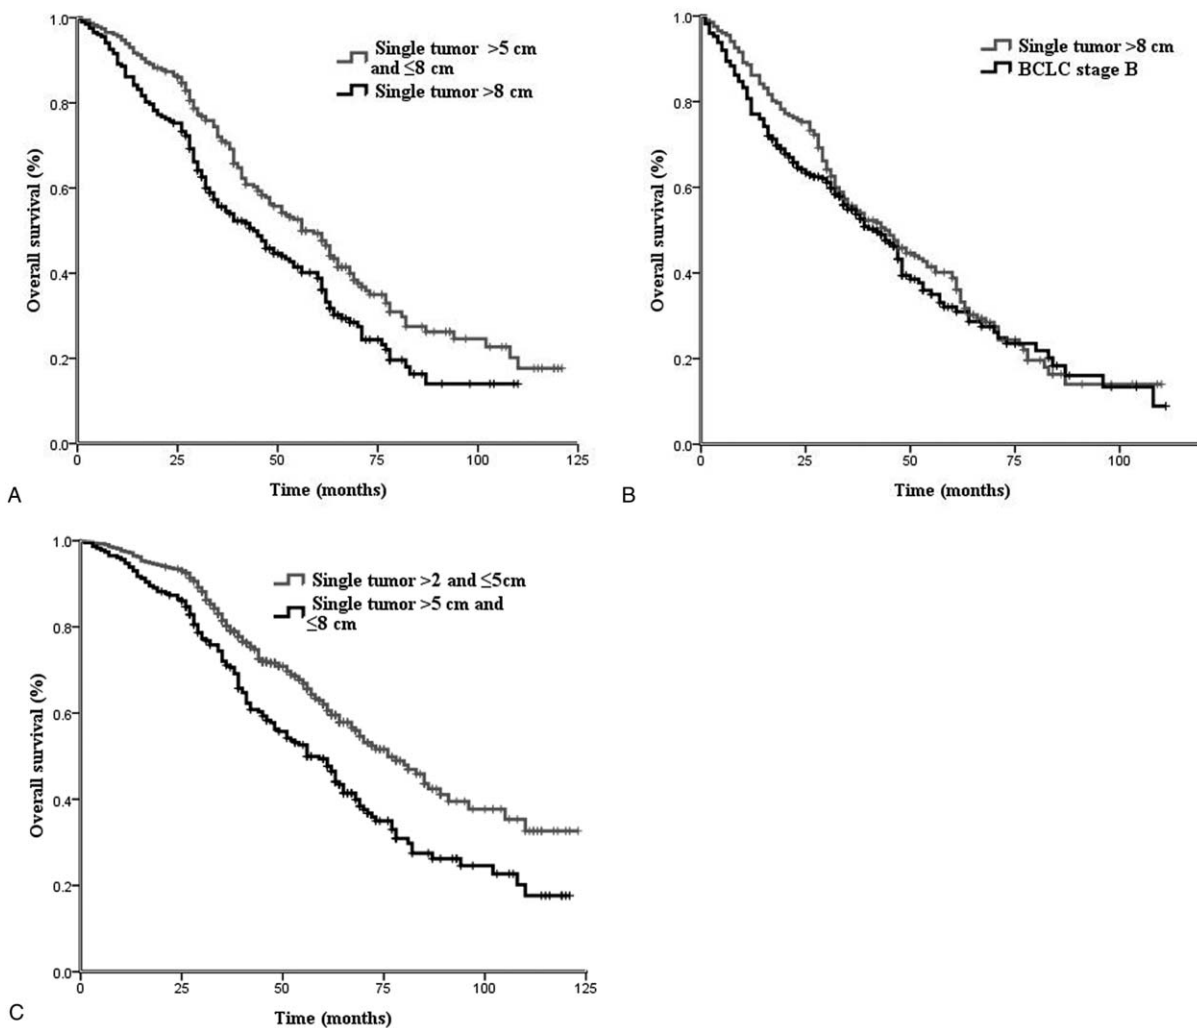 Single tumor >5 cm
and ≤8 cm
Single tumor >8 cm
Overall survival (%)
1.0
0.8
0.6
0.4
0.2
0.0
0
25
50
75
100
125
Time (months)
A
Single tumor >8 cm
BCLC stage B
Overall survival (%)
1.0
0.8
0.6
0.4
0.2
0.0
0
25
50
75
100
Time (months)
B
Single tumor >2 and ≤5cm
Single tumor >5 cm and
≤8 cm
Overall survival (%)
1.0
0.8
0.6
0.4
0.2
0.0
0
25
50
75
100
125
Time (months)
C